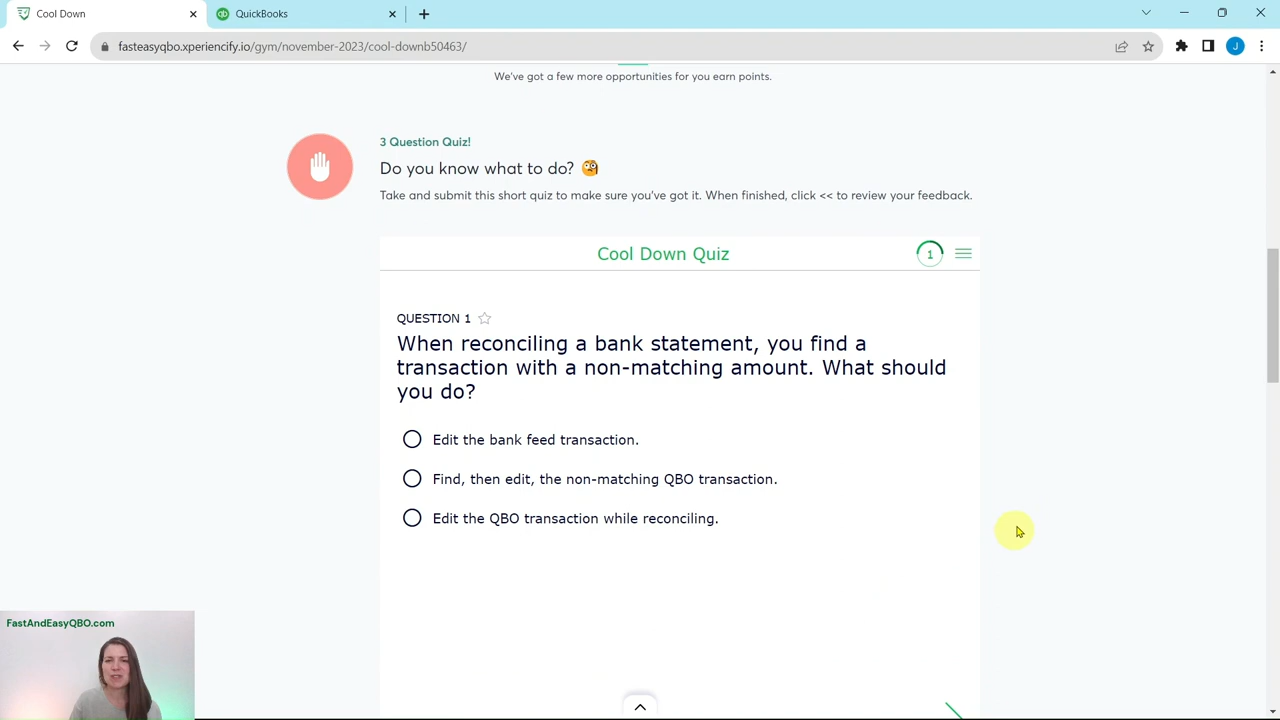 Cool Down
QuickBooks
fasteasyqbo.xperiencify.io/gym/november-2023/cool-downb50463/
J
We've got a few more opportunities for you earn points.
3 Question Quiz!
Do you know what to do? 🧐
Take and submit this short quiz to make sure you've got it. When finished, click << to review your feedback.
Cool Down Quiz
1
QUESTION 1
When reconciling a bank statement, you find a
transaction with a non-matching amount. What should
you do?
Edit the bank feed transaction.
Find, then edit, the non-matching QBO transaction.
Edit the QBO transaction while reconciling.
FastAndEasyQBO.com